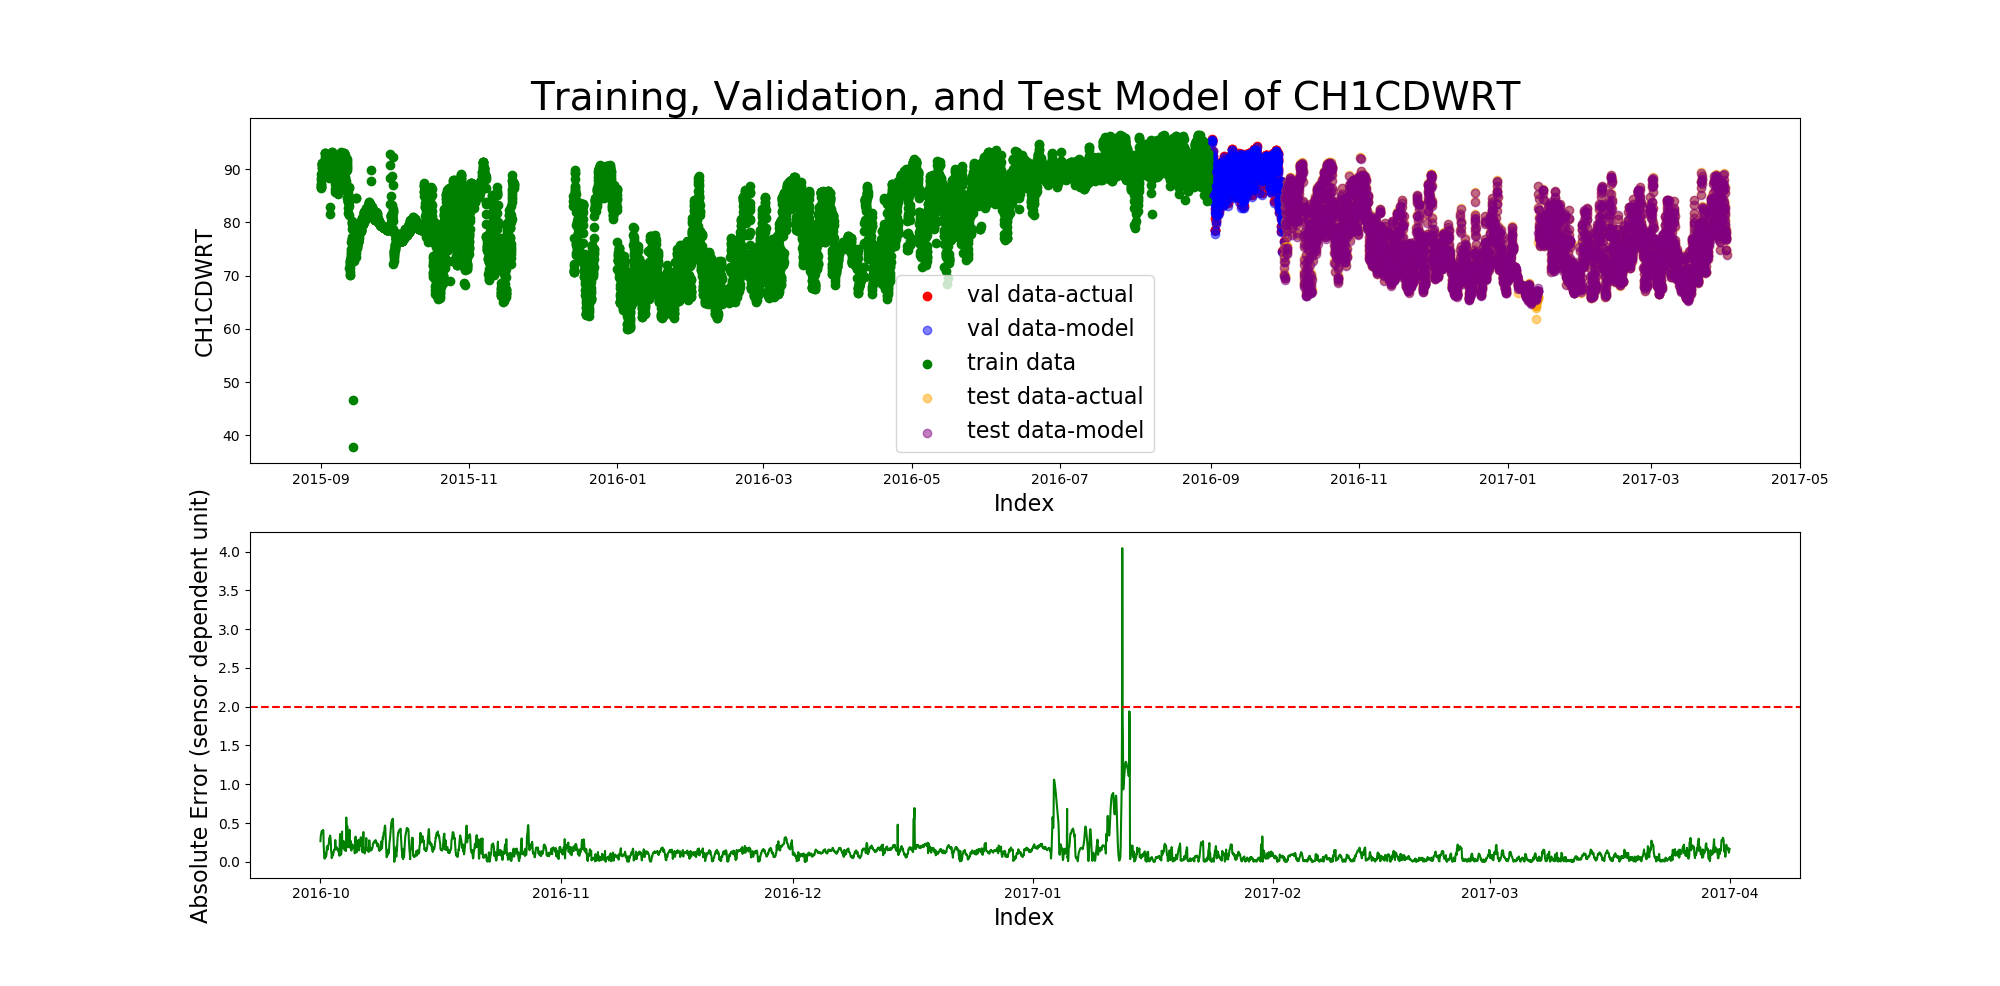 Training, Validation, and Test Model of CH1CDWRT
CH1CDWRT
90
80
70
60
50
40
val data-actual
val data-model
train data
test data-actual
test data-model
2015-09 2015-11 2016-01 2016-03 2016-05 2016-07 2016-09 2016-11 2017-01 2017-03 2017-05
Index
Absolute Error (sensor dependent unit)
4.0
3.5
3.0
2.5
2.0
1.5
1.0
0.5
0.0
2016-10 2016-11 2016-12 2017-01 2017-02 2017-03 2017-04
Index